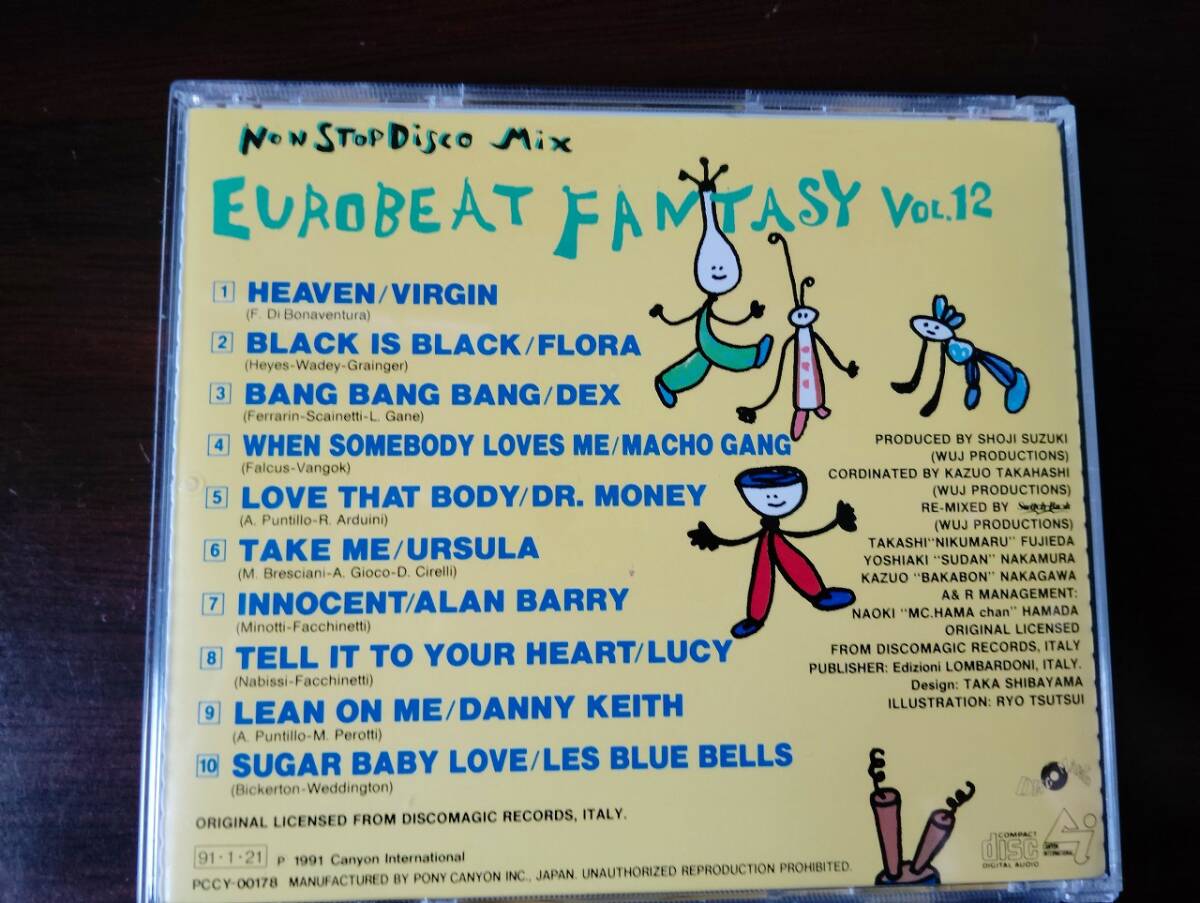 NON STOP DISCO MIX
EUROBEAT FANTASY VOL.12
1 HEAVEN/VIRGIN
(F. Di Bonaventura)
2 BLACK IS BLACK/FLORA
(Heyes-Wadey-Grainger)
3 BANG BANG BANG/DEX
(Ferrarin-Scainetti-L. Gane)
4 WHEN SOMEBODY LOVES ME/MACHO GANG
(Falcus-Vangok)
5 LOVE THAT BODY/DR. MONEY
(A. Puntillo-R. Arduini)
6 TAKE ME/URSULA
(M. Bresciani-A. Gioco-D. Cirelli)
7 INNOCENT/ALAN BARRY
(Minotti-Facchinetti)
8 TELL IT TO YOUR HEART/LUCY
(Nabissi-Facchinetti)
9 LEAN ON ME/DANNY KEITH
(A. Puntillo-M. Perotti)
10 SUGAR BABY LOVE/LES BLUE BELLS
(Bickerton-Weddington)
PRODUCED BY SHOJI SUZUKI
(WUJ PRODUCTIONS)
CORDINATED BY KAZUO TAKAHASHI
(WUJ PRODUCTIONS)
RE-MIXED BY
(WUJ PRODUCTIONS)
TAKASHI"NIKUMARU" FUJIEDA
YOSHIAKI "SUDAN" NAKAMURA
KAZUO "BAKABON" NAKAGAWA
A& R MANAGEMENT:
NAOKI "MC.HAMA chan" HAMADA
ORIGINAL LICENSED
FROM DISCOMAGIC RECORDS, ITALY
PUBLISHER: Edizioni LOMBARDONI, ITALY.
Design: TAKA SHIBAYAMA
ILLUSTRATION: RYO TSUTSUI
ORIGINAL LICENSED FROM DISCOMAGIC RECORDS, ITALY.
91·1·21 P 1991 Canyon International
PCCY-00178 MANUFACTURED BY PONY CANYON INC., JAPAN. UNAUTHORIZED REPRODUCTION PROHIBITED.
COMPACT
disc
DIGITAL AUDIO